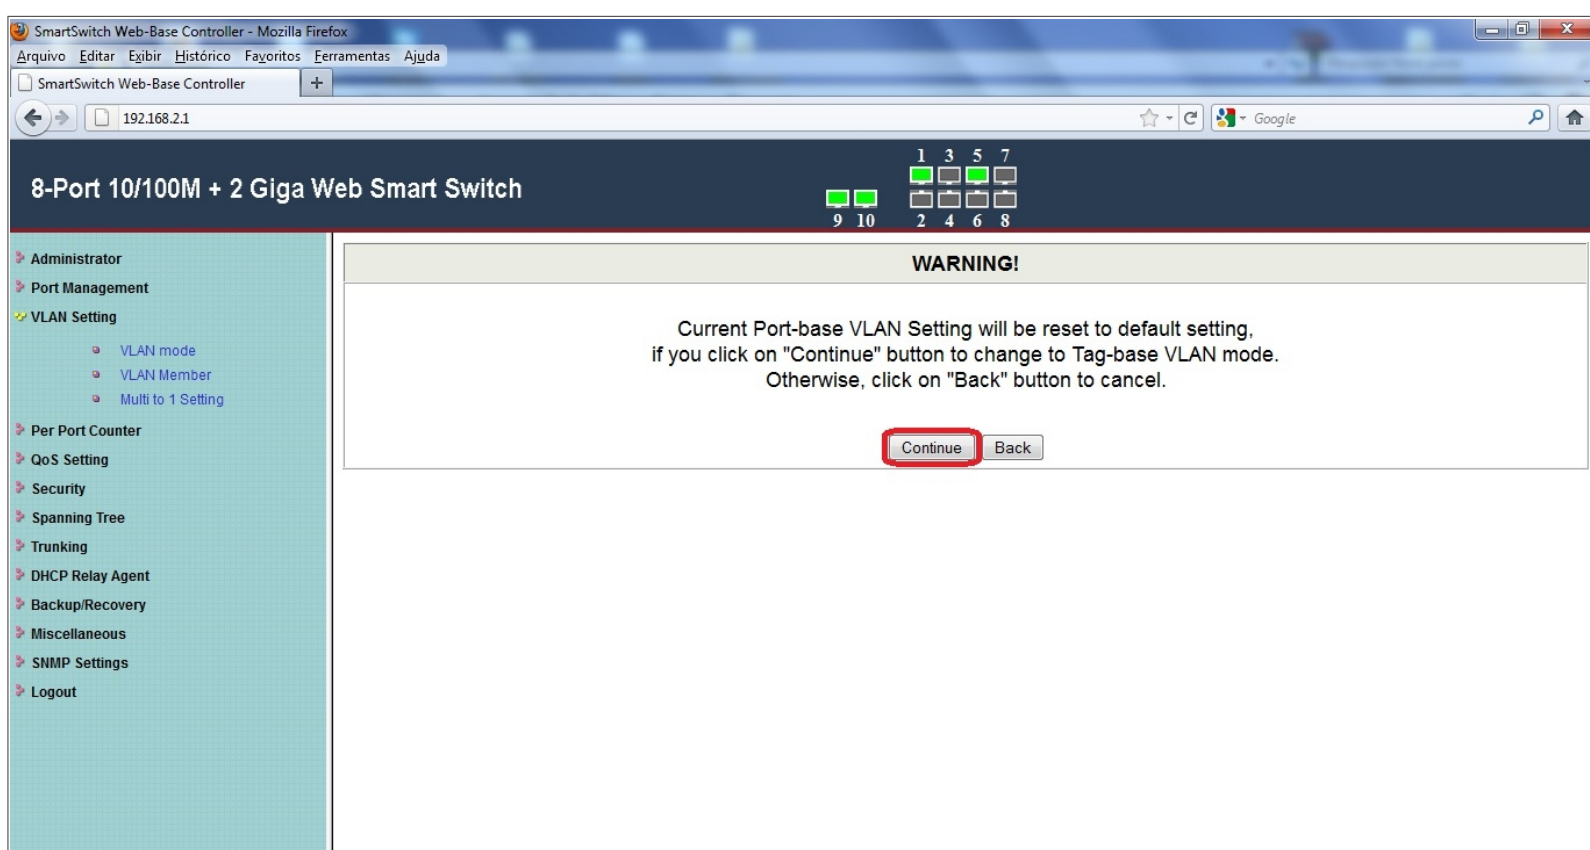 SmartSwitch Web-Base Controller - Mozilla Firefox
Arquivo Editar Exibir Histórico Favoritos Ferramentas Ajuda
SmartSwitch Web-Base Controller +
192.168.2.1 Google
1 3 5 7
8-Port 10/100M + 2 Giga Web Smart Switch
9 10 2 4 6 8
Administrator
Port Management
VLAN Setting
VLAN mode
VLAN Member
Multi to 1 Setting
Per Port Counter
QoS Setting
Security
Spanning Tree
Trunking
DHCP Relay Agent
Backup/Recovery
Miscellaneous
SNMP Settings
Logout
WARNING!
Current Port-base VLAN Setting will be reset to default setting,
if you click on "Continue" button to change to Tag-base VLAN mode.
Otherwise, click on "Back" button to cancel.
Continue Back